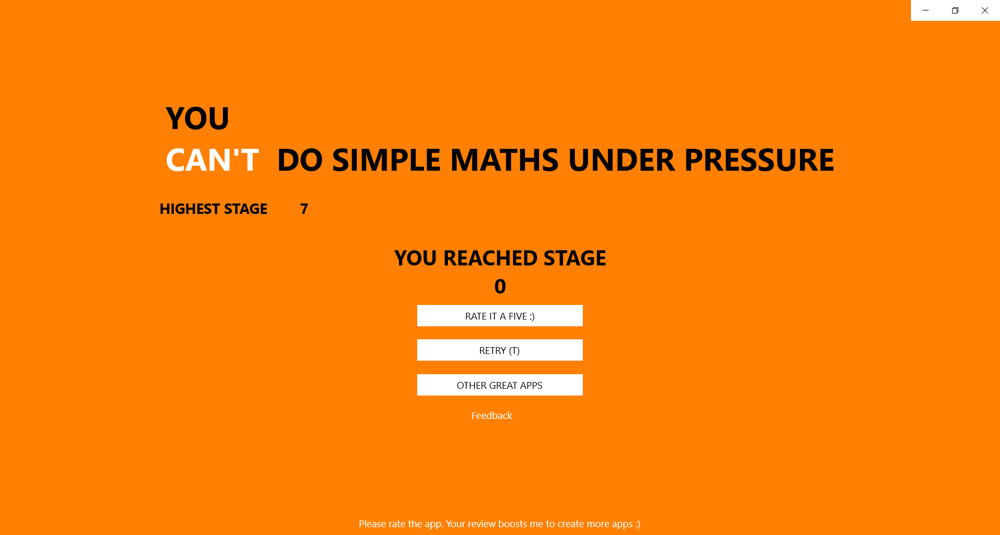 YOU
CAN'T DO SIMPLE MATHS UNDER PRESSURE
HIGHEST STAGE 7
YOU REACHED STAGE
0
RATE IT A FIVE :)
RETRY (T)
OTHER GREAT APPS
Feedback
Please rate the app. Your review boosts me to create more apps :)